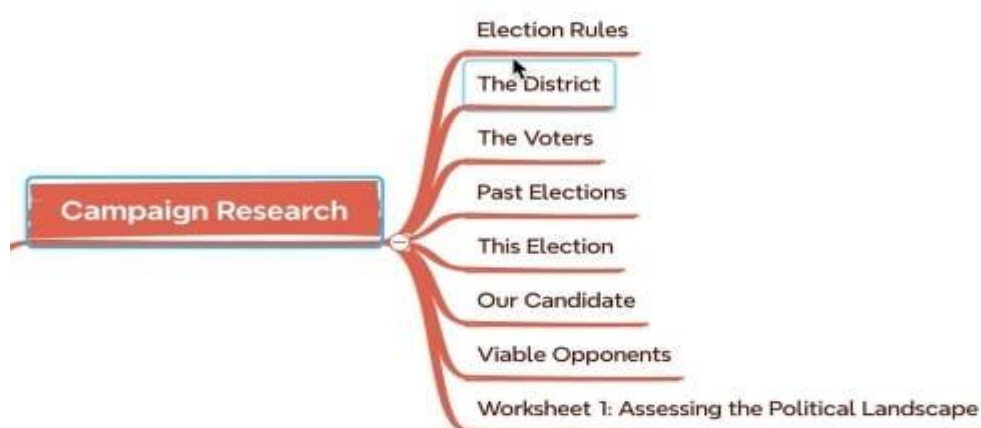 Election Rules
The District
The Voters
Past Elections
Campaign Research
This Election
Our Candidate
Viable Opponents
Worksheet 1: Assessing the Political Landscape